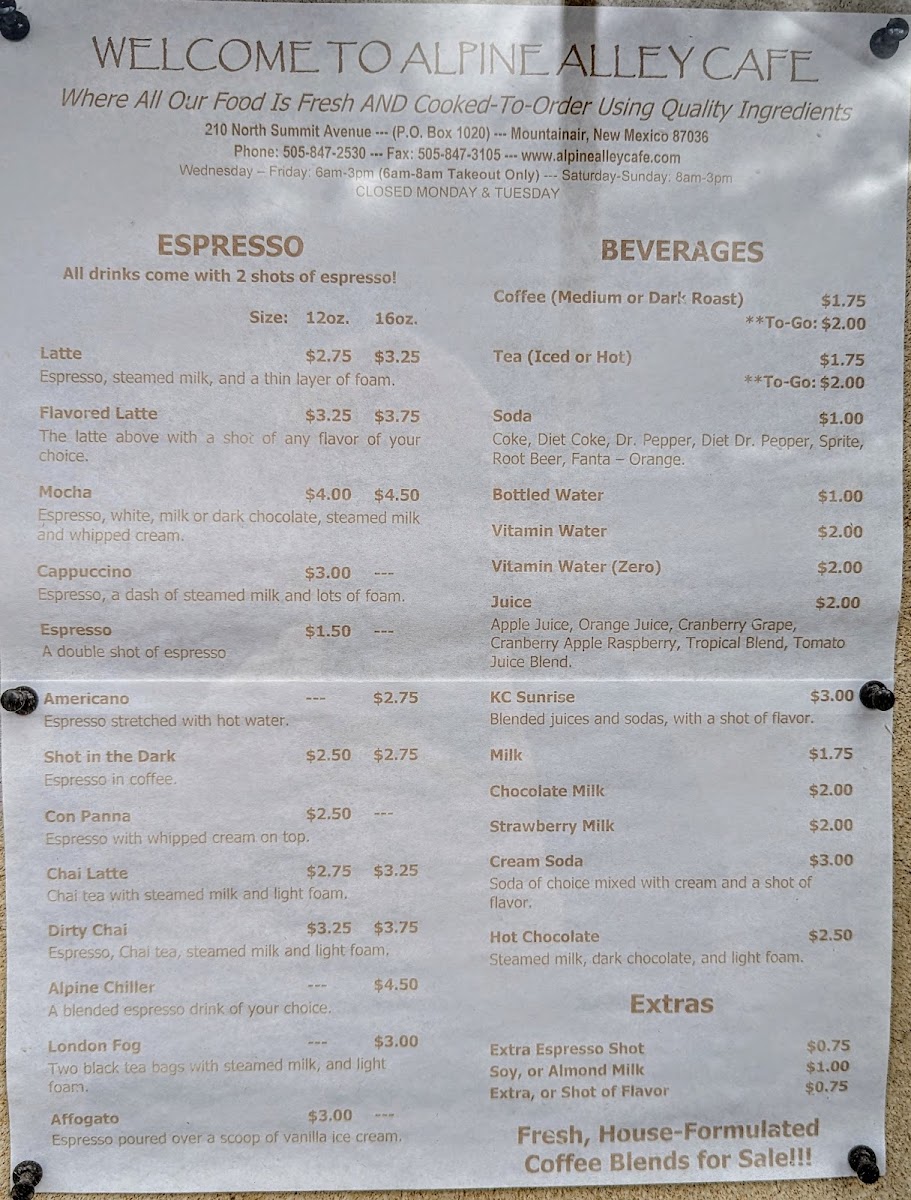 WELCOME TO ALPINE ALLEY CAFE
Where All Our Food Is Fresh AND Cooked-To-Order Using Quality Ingredients
210 North Summit Avenue --- (P.O. Box 1020) --- Mountainair, New Mexico 87036
Phone: 505-847-2530 --- Fax: 505-847-3105 --- www.alpinealleycafe.com
Wednesday – Friday: 6am-3pm (6am-8am Takeout Only) --- Saturday-Sunday: 8am-3pm
CLOSED MONDAY & TUESDAY
ESPRESSO
All drinks come with 2 shots of espresso!
Size: 12oz. 16oz.
Latte $2.75 $3.25
Espresso, steamed milk, and a thin layer of foam.
Flavored Latte $3.25 $3.75
The latte above with a shot of any flavor of your
choice.
Mocha $4.00 $4.50
Espresso, white, milk or dark chocolate, steamed milk
and whipped cream.
Cappuccino $3.00 ---
Espresso, a dash of steamed milk and lots of foam.
Espresso $1.50 ---
A double shot of espresso
Americano --- $2.75
Espresso stretched with hot water.
Shot in the Dark $2.50 $2.75
Espresso in coffee.
Con Panna $2.50 ---
Espresso with whipped cream on top.
Chai Latte $2.75 $3.25
Chai tea with steamed milk and light foam.
Dirty Chai $3.25 $3.75
Espresso, Chai tea, steamed milk and light foam.
Alpine Chiller --- $4.50
A blended espresso drink of your choice.
London Fog --- $3.00
Two black tea bags with steamed milk, and light
foam.
Affogato $3.00 ---
Espresso poured over a scoop of vanilla ice cream.
BEVERAGES
Coffee (Medium or Dark Roast) $1.75
**To-Go: $2.00
Tea (Iced or Hot) $1.75
**To-Go: $2.00
Soda $1.00
Coke, Diet Coke, Dr. Pepper, Diet Dr. Pepper, Sprite,
Root Beer, Fanta – Orange.
Bottled Water $1.00
Vitamin Water $2.00
Vitamin Water (Zero) $2.00
Juice $2.00
Apple Juice, Orange Juice, Cranberry Grape,
Cranberry Apple Raspberry, Tropical Blend, Tomato
Juice Blend.
KC Sunrise $3.00
Blended juices and sodas, with a shot of flavor.
Milk $1.75
Chocolate Milk $2.00
Strawberry Milk $2.00
Cream Soda $3.00
Soda of choice mixed with cream and a shot of
flavor.
Hot Chocolate $2.50
Steamed milk, dark chocolate, and light foam.
Extras
Extra Espresso Shot $0.75
Soy, or Almond Milk $1.00
Extra, or Shot of Flavor $0.75
Fresh, House-Formulated
Coffee Blends for Sale!!!